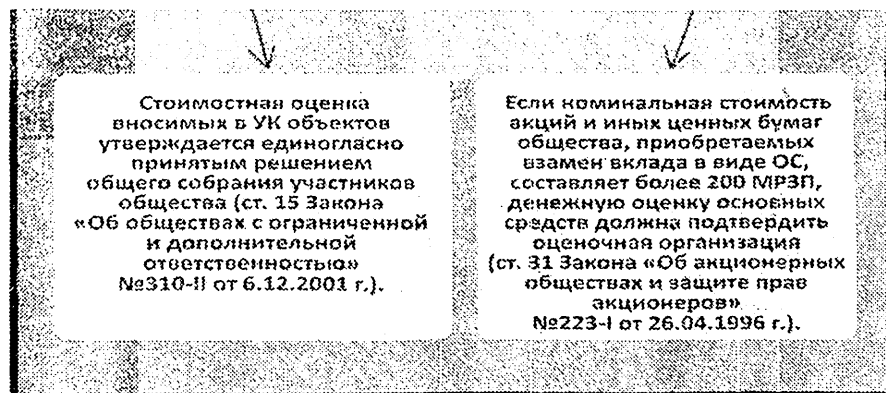 Стоимостная оценка
вносимых в УК объектов
утверждается единогласно
принятым решением
общего собрания участников
общества (ст. 15 Закона
«Об обществах с ограниченной
и дополнительной
ответственностью»
№310-II от 6.12.2001 г.).
Если номинальная стоимость
акций и иных ценных бумаг
общества, приобретаемых
взамен вклада в виде ОС,
составляет более 200 МРЗП,
денежную оценку основных
средств должна подтвердить
оценочная организация
(ст. 31 Закона «Об акционерных
обществах и защите прав
акционеров»
№223-I от 26.04.1996 г.).